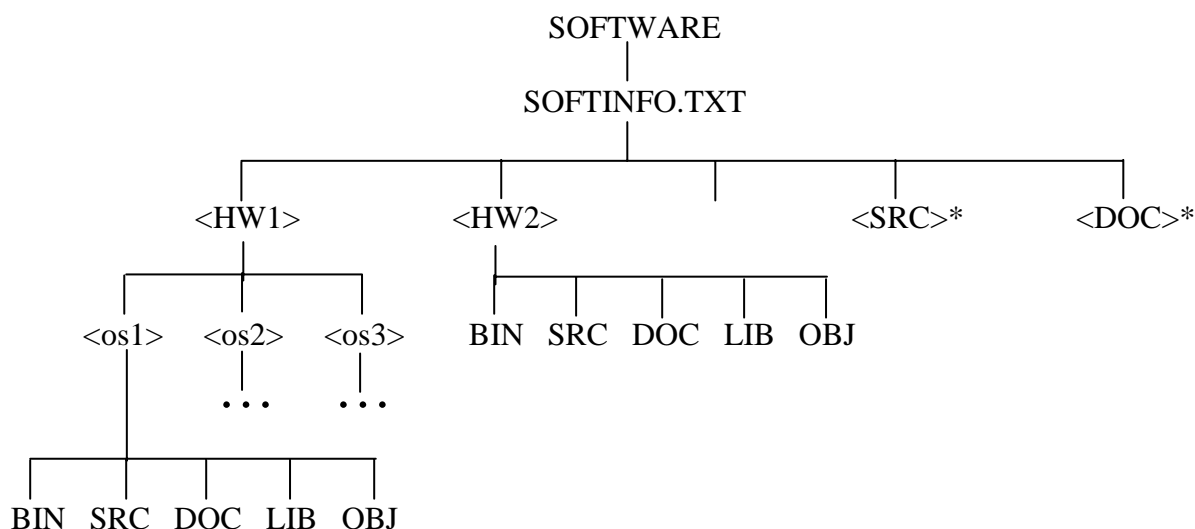 SOFTWARE
SOFTINFO.TXT
<HW1> <HW2> <SRC>* <DOC>*
<os1> <os2> <os3> BIN SRC DOC LIB OBJ
... ...
BIN SRC DOC LIB OBJ